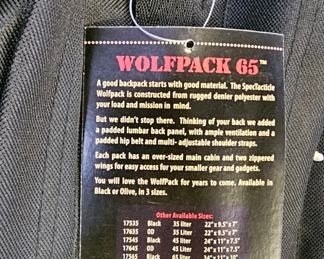 WOLFPACK 65™
A good backpack starts with good material. The SpecTacticle
Wolfpack is constructed from rugged denier polyester with
your load and mission in mind.
But we didn't stop there. Thinking of your back we added
a padded lumbar back panel, with ample ventilation and a
padded hip belt and multi- adjustable shoulder straps.
Each pack has an over-sized main cabin and two zippered
wings for easy access for your smaller gear and gadgets.
You will love the WolfPack for years to come. Available in
Black or Olive, in 3 sizes.
Other Available Sizes:
17535 Black 35 liter 22"x 9.5"x 7"
17635 OD 35 liter 22"x 9.5"x 7"
17545 Black 45 liter 24"x 11"x 7.5"
17645 OD 45 liter 24"x 11"x 7.5"
17565 Black 65 liter